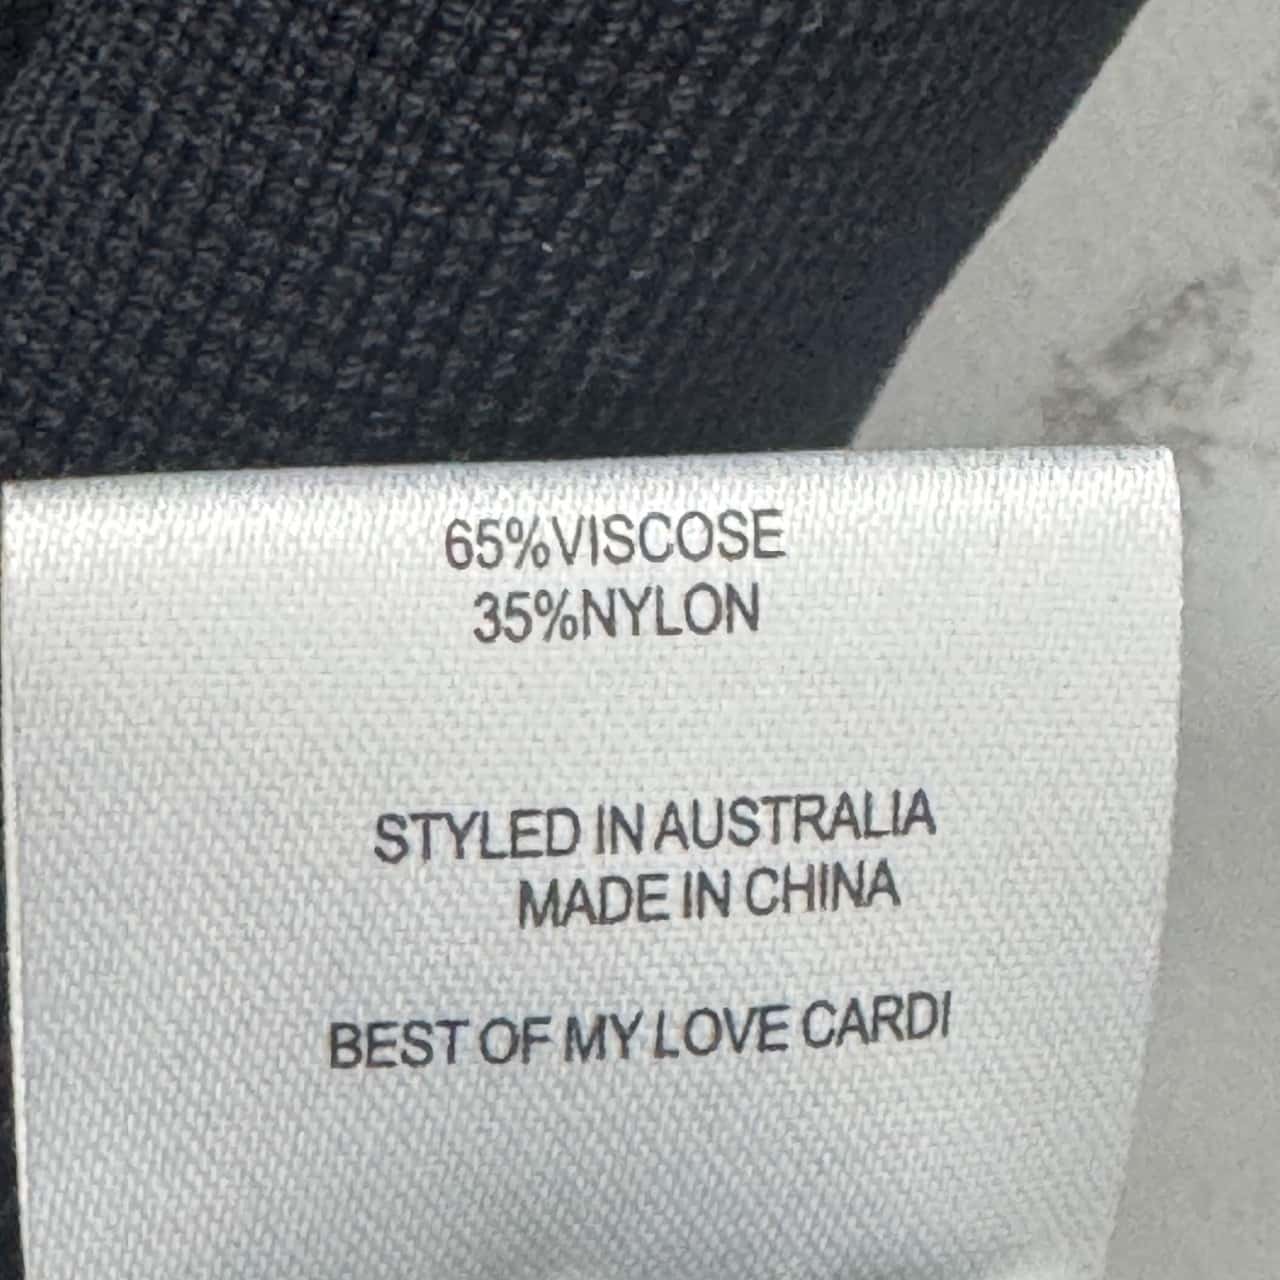 65%VISCOSE
35%NYLON
STYLED IN AUSTRALIA
MADE IN CHINA
BEST OF MY LOVE CARDI